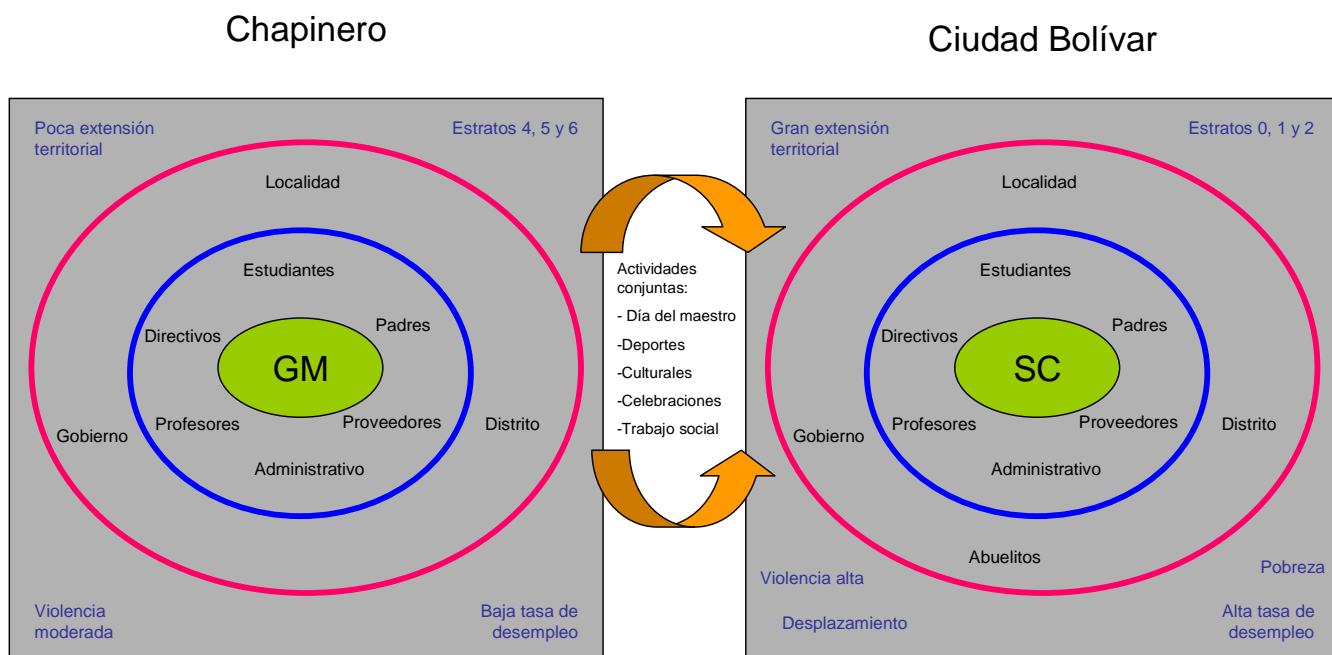 Chapinero
Poca extensión
territorial
Estratos 4, 5 y 6
Localidad
Estudiantes
Directivos
Padres
GM
Profesores
Proveedores
Gobierno
Distrito
Administrativo
Violencia
moderada
Baja tasa de
desempleo
Actividades
conjuntas:
- Día del maestro
-Deportes
-Culturales
-Celebraciones
-Trabajo social
Ciudad Bolívar
Gran extensión
territorial
Estratos 0, 1 y 2
Localidad
Estudiantes
Directivos
Padres
SC
Profesores
Proveedores
Gobierno
Distrito
Administrativo
Abuelitos
Violencia alta
Pobreza
Desplazamiento
Alta tasa de
desempleo